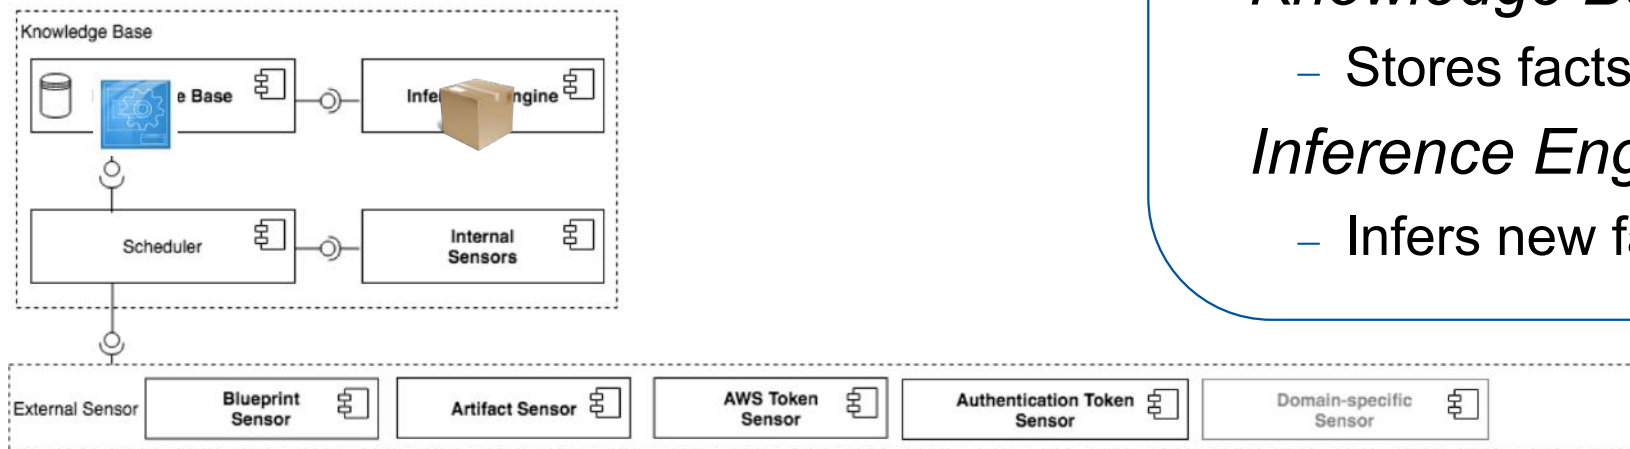 Knowledge Base
e Base
Infe
ngine
Scheduler
Internal
Sensors
External Sensor
Blueprint
Sensor
Artifact Sensor
AWS Token
Sensor
Authentication Token
Sensor
Domain-specific
Sensor
– Stores facts
Inference Eng
– Infers new fa